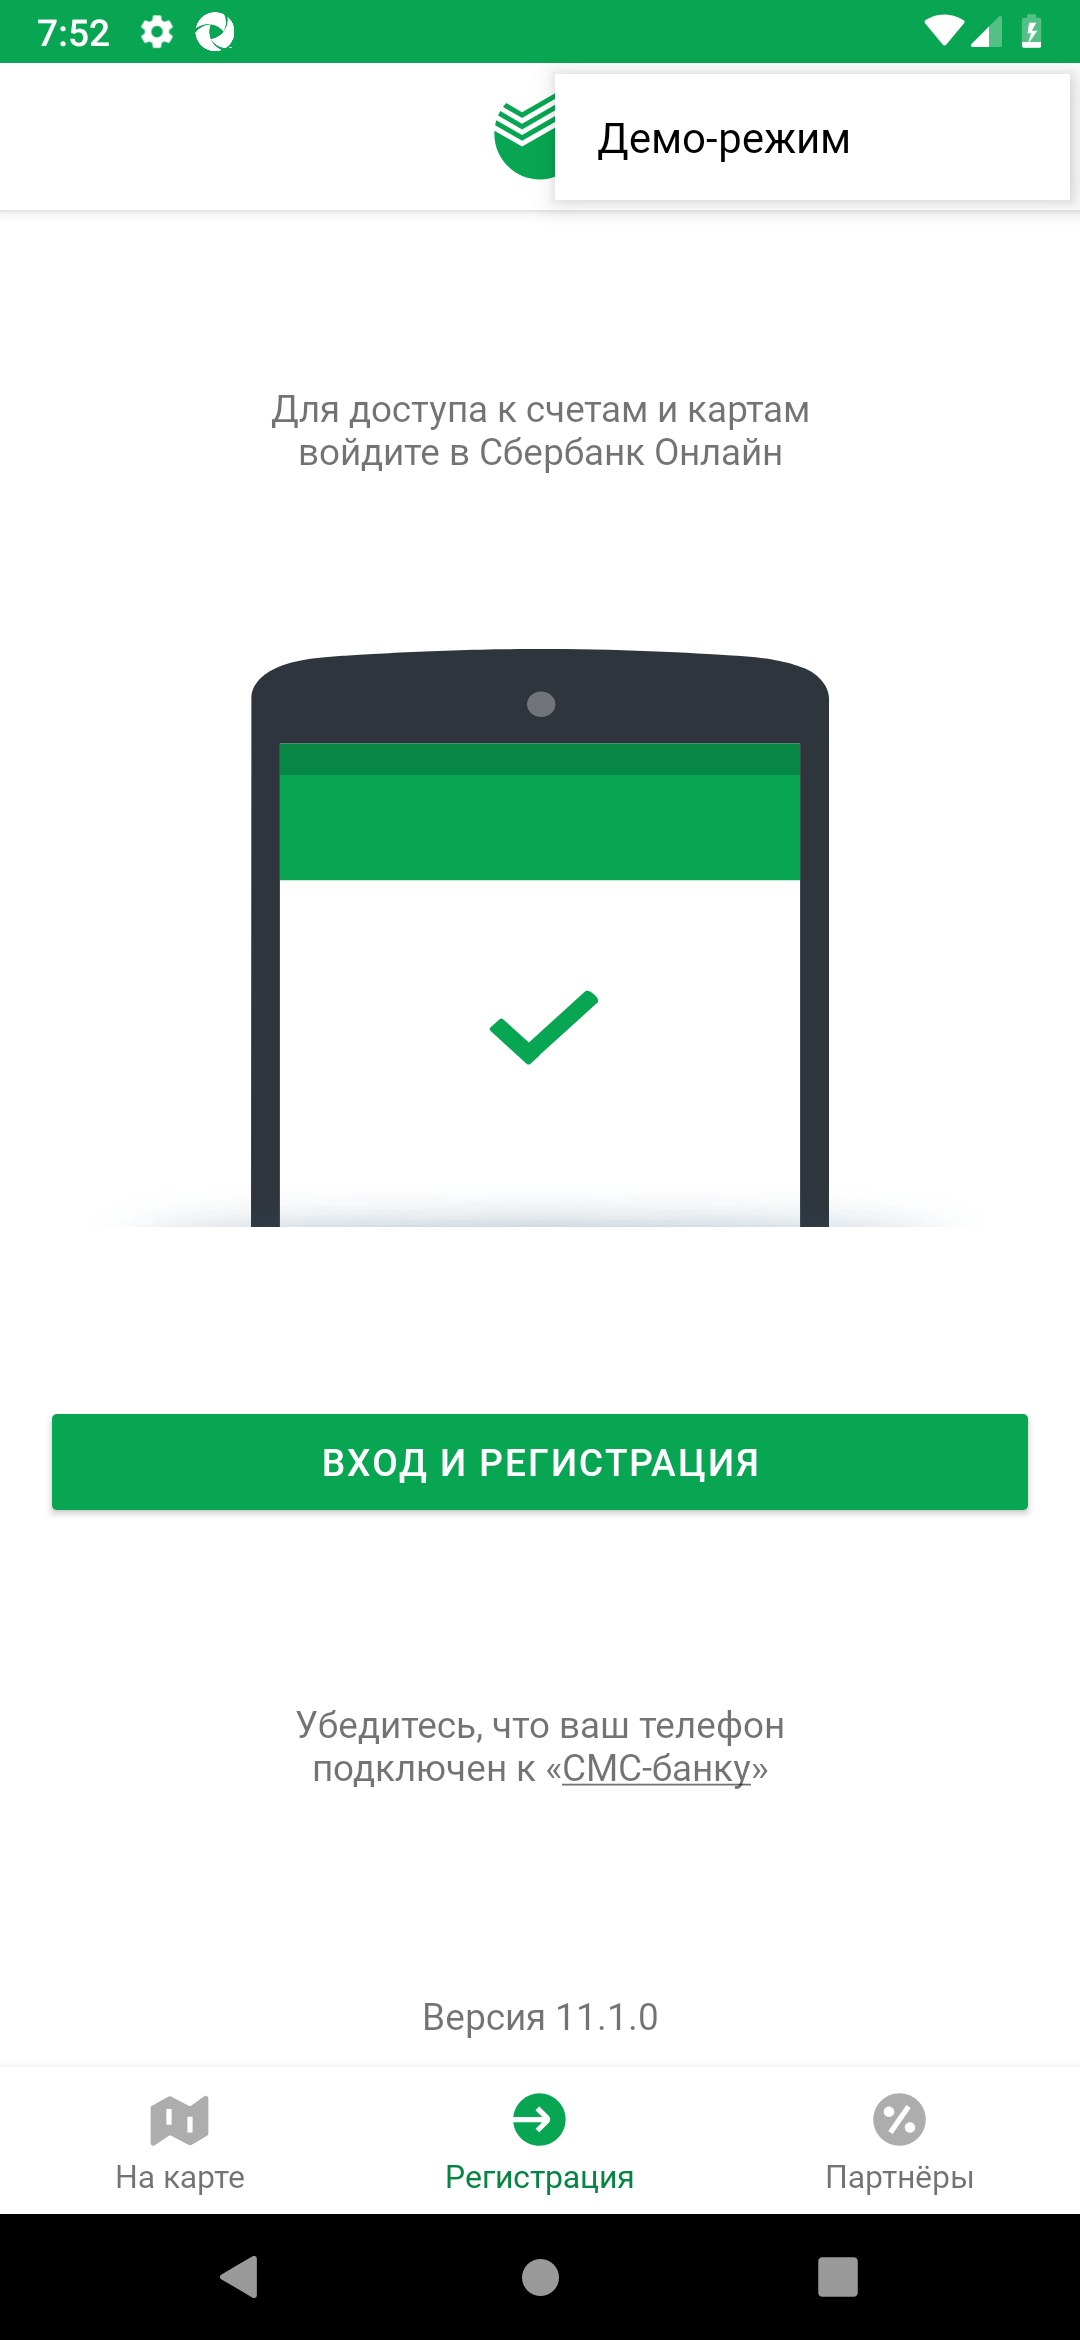 7:52
Демо-режим
Для доступа к счетам и картам
войдите в Сбербанк Онлайн
ВХОД И РЕГИСТРАЦИЯ
Убедитесь, что ваш телефон
подключен к «СМС-банку»
Версия 11.1.0
На карте
Регистрация
Партнёры